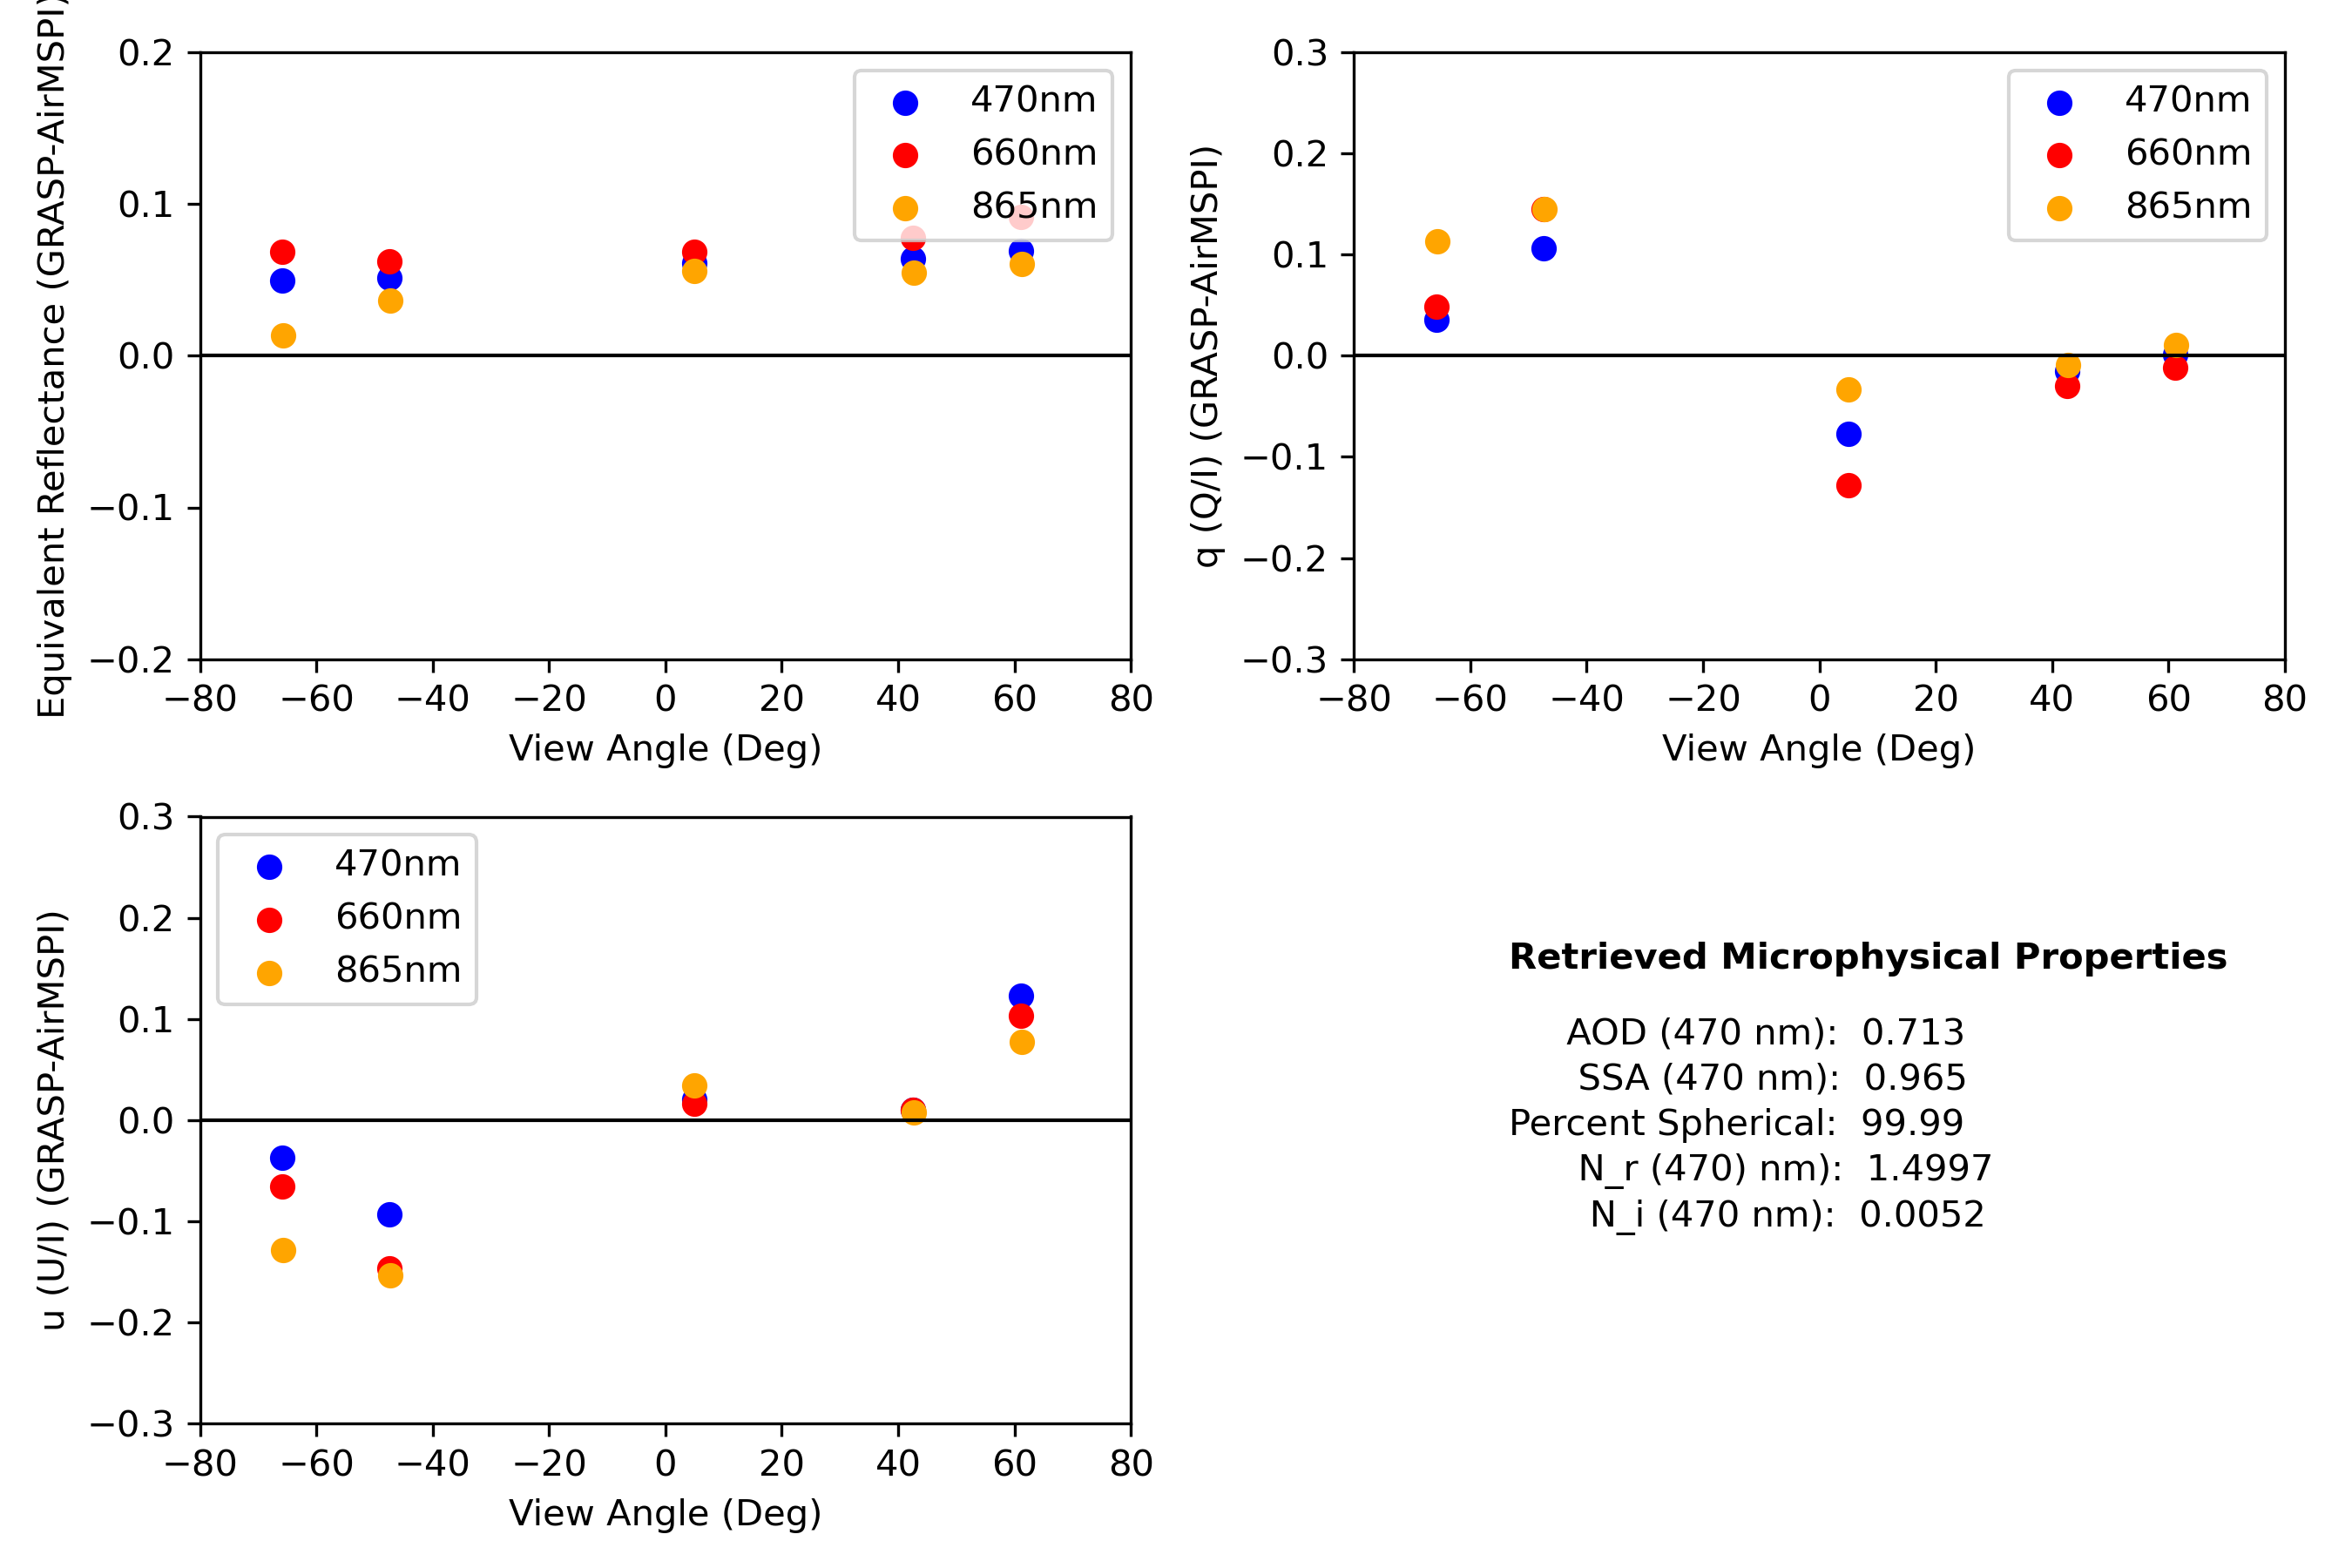 Equivalent Reflectance (GRASP-AirMSPI)
0.2
0.1
0.0
−0.1
−0.2
470nm
660nm
865nm
−80 −60 −40 −20 0 20 40 60 80
View Angle (Deg)
q (Q/I) (GRASP-AirMSPI)
0.3
0.2
0.1
0.0
−0.1
−0.2
−0.3
470nm
660nm
865nm
−80 −60 −40 −20 0 20 40 60 80
View Angle (Deg)
u (U/I) (GRASP-AirMSPI)
0.3
0.2
0.1
0.0
−0.1
−0.2
−0.3
470nm
660nm
865nm
−80 −60 −40 −20 0 20 40 60 80
View Angle (Deg)
Retrieved Microphysical Properties
AOD (470 nm): 0.713
SSA (470 nm): 0.965
Percent Spherical: 99.99
N_r (470) nm): 1.4997
N_i (470 nm): 0.0052